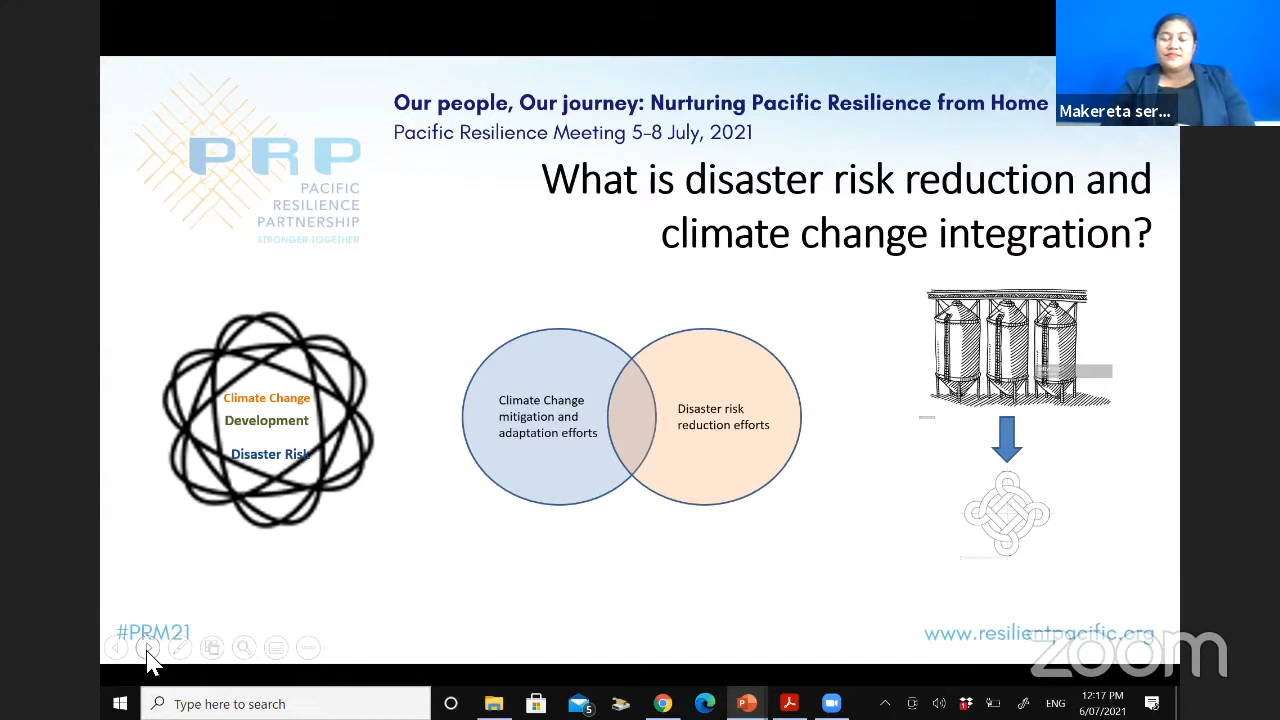 Our people, Our journey: Nurturing Pacific Resilience from Home
Pacific Resilience Meeting 5-8 July, 2021
Makereta ser...
PRP
PACIFIC
RESILIENCE
PARTNERSHIP
STRONGER TOGETHER
What is disaster risk reduction and
climate change integration?
Climate Change
Development
Disaster Risk
Climate Change
mitigation and
adaptation efforts
Disaster risk
reduction efforts
#PRM21
www.resilientpacific.org
zoom
Type here to search
5
1
ENG
12:17 PM
6/07/2021